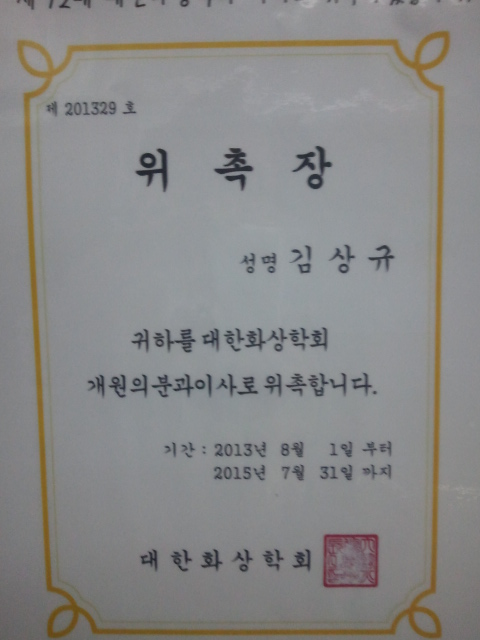 제 201329 호
위 촉 장
성명 김 상 규
귀하를 대한화상학회
개원의분과이사로 위촉합니다.
기간 : 2013년 8월 1일 부터
2015년 7월 31일 까지
대 한 화 상 학 회